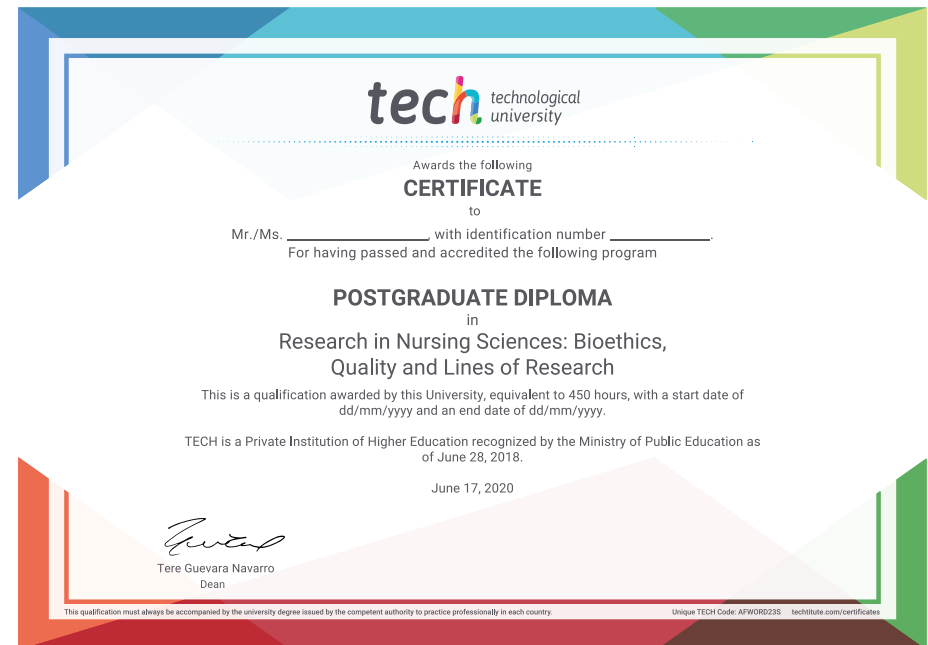 tech technological
university
Awards the following
CERTIFICATE
to
Mr./Ms. ____________________, with identification number ______________.
For having passed and accredited the following program
POSTGRADUATE DIPLOMA
in
Research in Nursing Sciences: Bioethics,
Quality and Lines of Research
This is a qualification awarded by this University, equivalent to 450 hours, with a start date of
dd/mm/yyyy and an end date of dd/mm/yyyy.
TECH is a Private Institution of Higher Education recognized by the Ministry of Public Education as
of June 28, 2018.
June 17, 2020
Tere Guevara Navarro
Dean
This qualification must always be accompanied by the university degree issued by the competent authority to practice professionally in each country.
Unique TECH Code: AFWORD23S techtitute.com/certificates